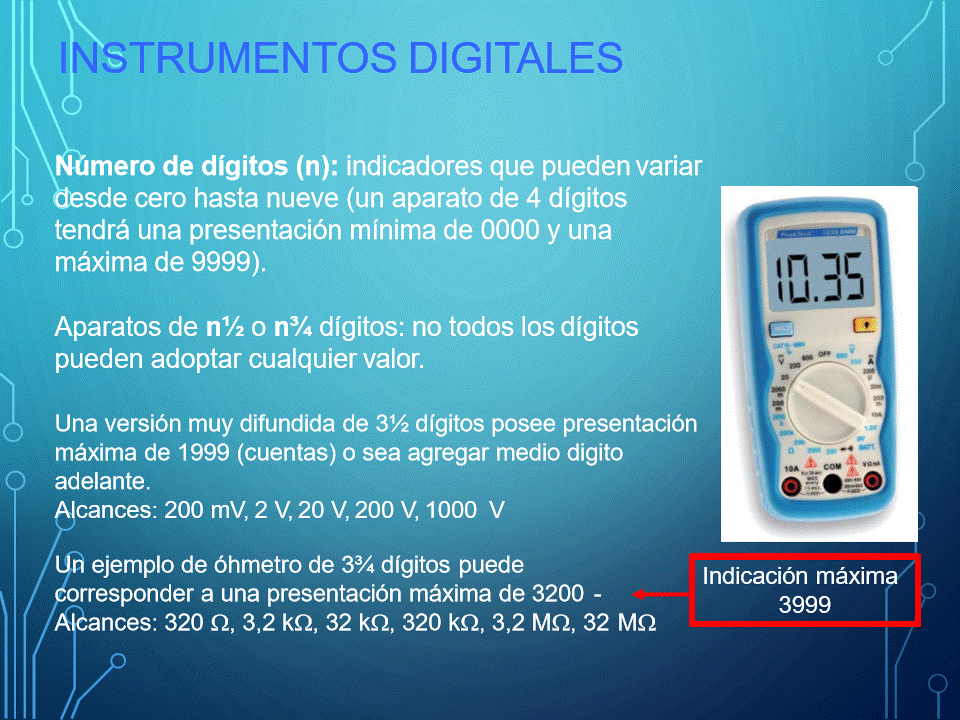 INSTRUMENTOS DIGITALES
Número de dígitos (n): indicadores que pueden variar
desde cero hasta nueve (un aparato de 4 dígitos
tendrá una presentación mínima de 0000 y una
máxima de 9999).
Aparatos de n½ o n¾ dígitos: no todos los dígitos
pueden adoptar cualquier valor.
Una versión muy difundida de 3½ dígitos posee presentación
máxima de 1999 (cuentas) o sea agregar medio digito
adelante.
Alcances: 200 mV, 2 V, 20 V, 200 V, 1000 V
Un ejemplo de óhmetro de 3¾ dígitos puede
corresponder a una presentación máxima de 3200 -
Alcances: 320 Ω, 3,2 kΩ, 32 kΩ, 320 kΩ, 3,2 MΩ, 32 MΩ
10.35
HOLD
OFF
10A
COM
VΩmA
Indicación máxima
3999